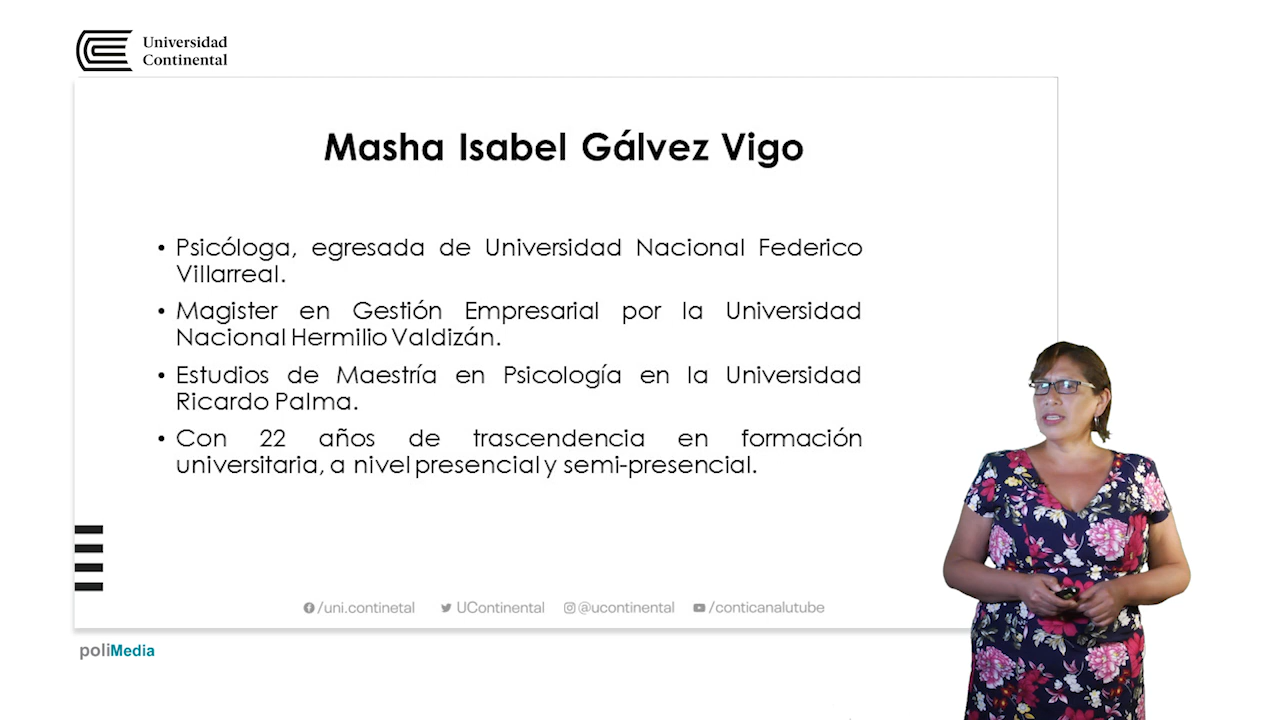 Universidad
Continental
Masha Isabel Gálvez Vigo
• Psicóloga, egresada de Universidad Nacional Federico
Villarreal.
• Magister en Gestión Empresarial por la Universidad
Nacional Hermilio Valdizán.
• Estudios de Maestría en Psicología en la Universidad
Ricardo Palma.
• Con 22 años de trascendencia en formación
universitaria, a nivel presencial y semi-presencial.
/uni.continetal UContinental @ucontinental /conticanalutube
poliMedia